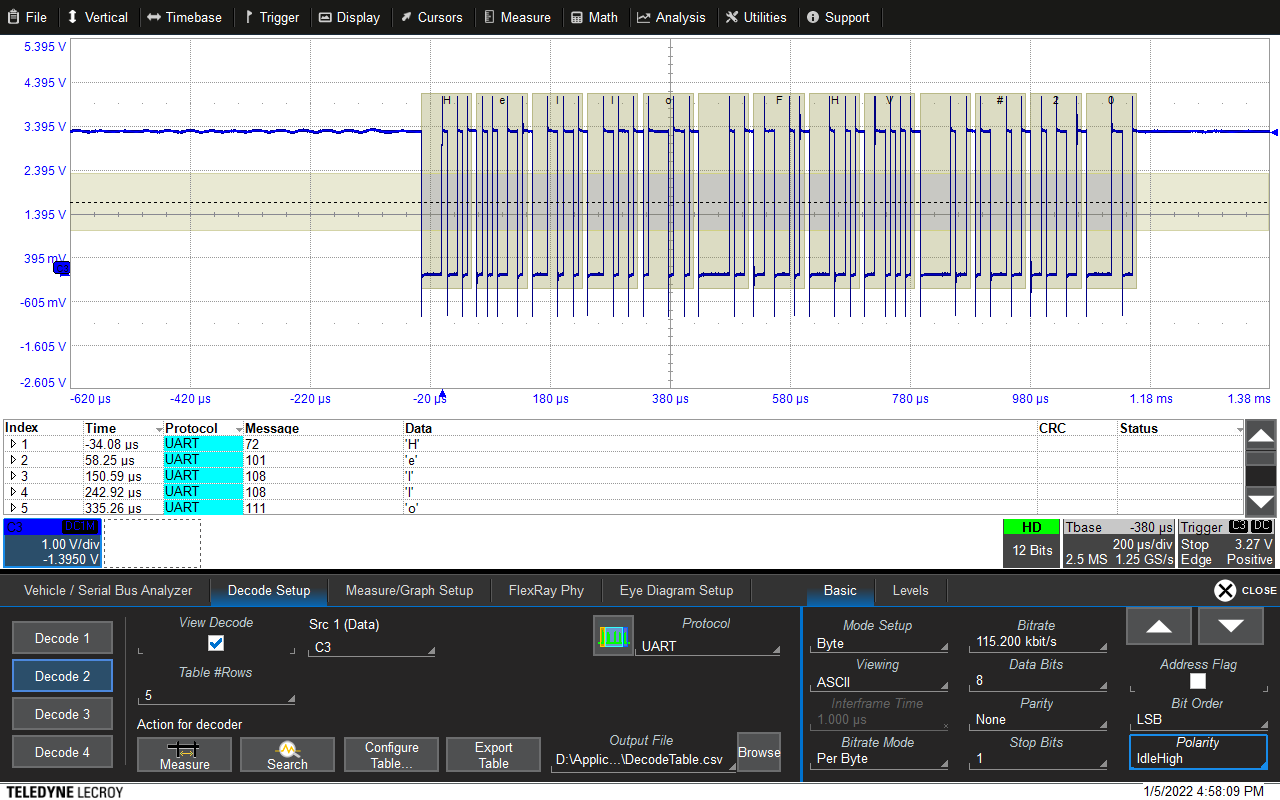 File Vertical Timebase Trigger Display Cursors Measure Math Analysis Utilities Support
5.395 V
4.395 V
H e l l o F H V # 2 0
3.395 V
2.395 V
1.395 V
395 mV
C3
-605 mV
-1.605 V
-2.605 V
-620 µs -420 µs -220 µs -20 µs 180 µs 380 µs 580 µs 780 µs 980 µs 1.18 ms 1.38 ms
Index Time Protocol Message Data CRC Status
1 -34.08 µs UART 72 'H'
2 58.25 µs UART 101 'e'
3 150.59 µs UART 108 'l'
4 242.92 µs UART 108 'l'
5 335.26 µs UART 111 'o'
C3 DC1M
1.00 V/div
-1.3950 V
HD
12 Bits
Tbase -380 µs
200 µs/div
2.5 MS 1.25 GS/s
Trigger C3 DC
Stop 3.27 V
Edge Positive
Vehicle / Serial Bus Analyzer Decode Setup Measure/Graph Setup FlexRay Phy Eye Diagram Setup Basic Levels CLOSE
Decode 1
Decode 2
Decode 3
Decode 4
View Decode
Table #Rows
5
Action for decoder
Measure Search Configure Table... Export Table
Src 1 (Data)
C3
Protocol
UART
Output File
D:\Applic...\DecodeTable.csv Browse
Mode Setup
Byte
Viewing
ASCII
Interframe Time
1.000 µs
Bitrate Mode
Per Byte
Bitrate
115.200 kbit/s
Data Bits
8
Parity
None
Stop Bits
1
Address Flag
Bit Order
LSB
Polarity
IdleHigh
TELEDYNE LECROY 1/5/2022 4:58:09 PM